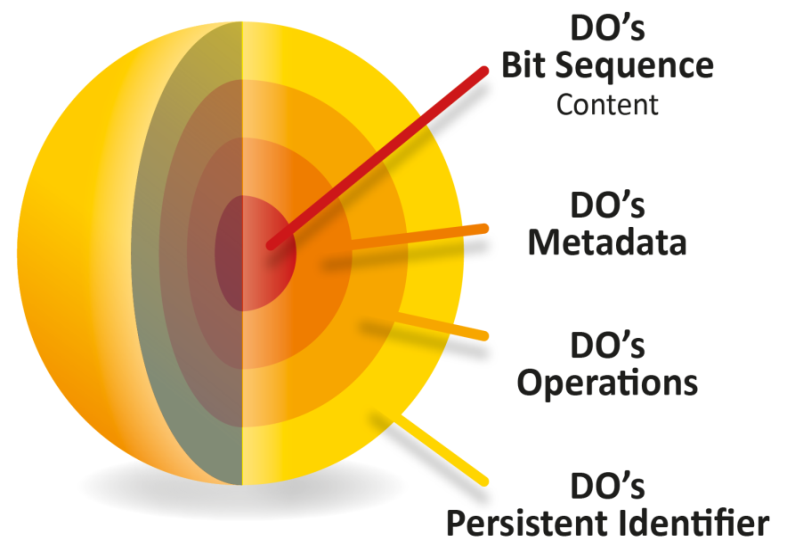 DO's
Bit Sequence
Content
DO's
Metadata
DO's
Operations
DO's
Persistent Identifier